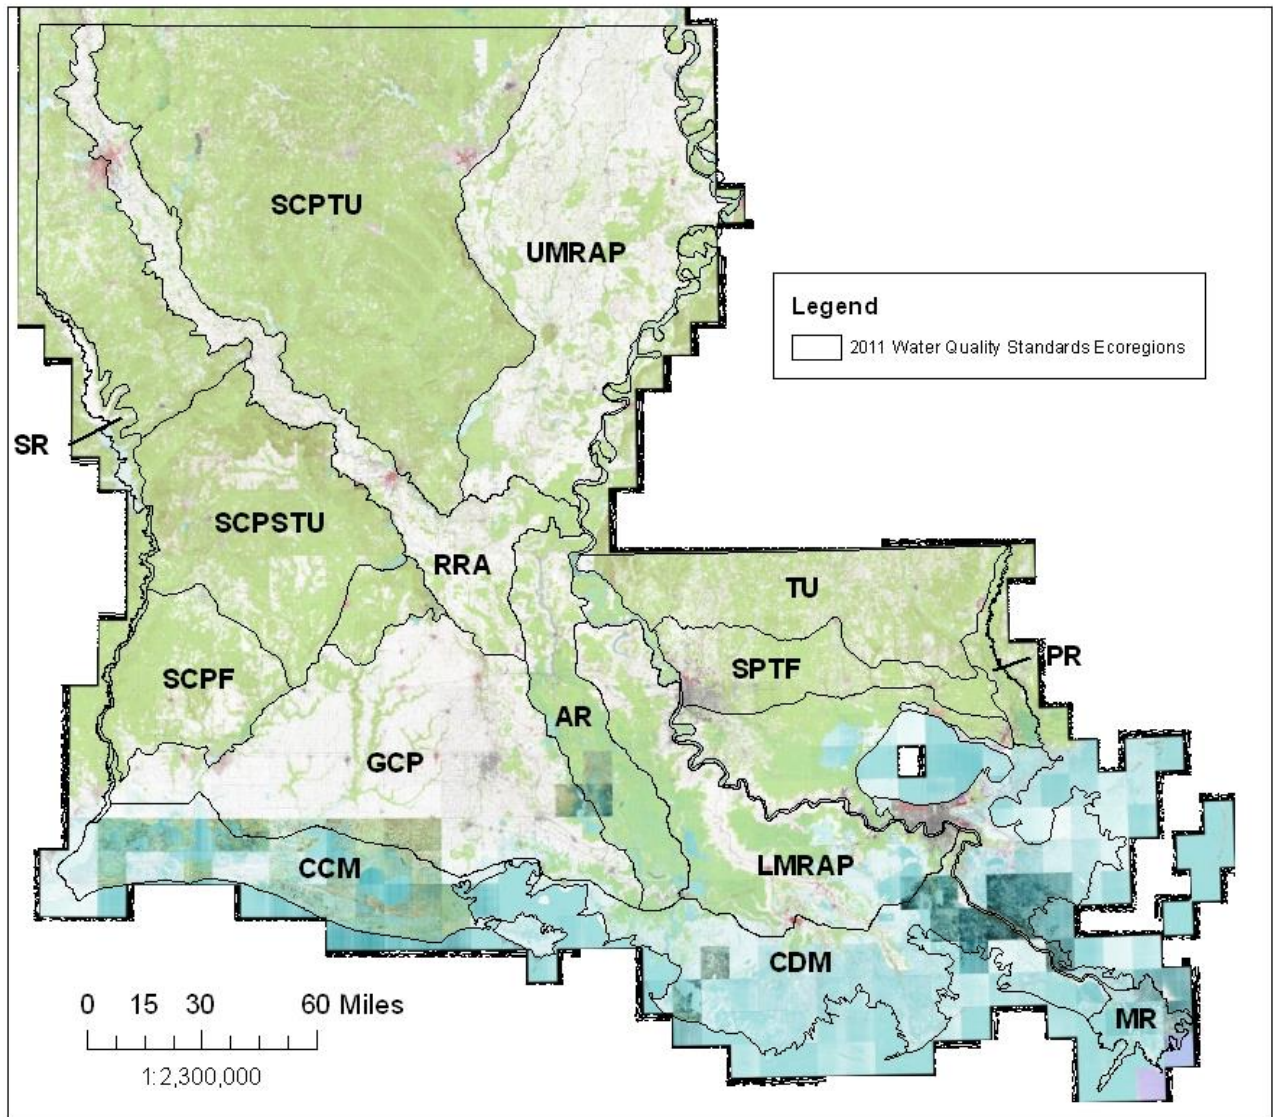 SCPTU
UMRAP
Legend
2011 Water Quality Standards Ecoregions
SR
SCPSTU
RRA
TU
PR
SCPF
SPTF
AR
GCP
CCM
LMRAP
CDM
MR
0 15 30 60 Miles
1:2,300,000